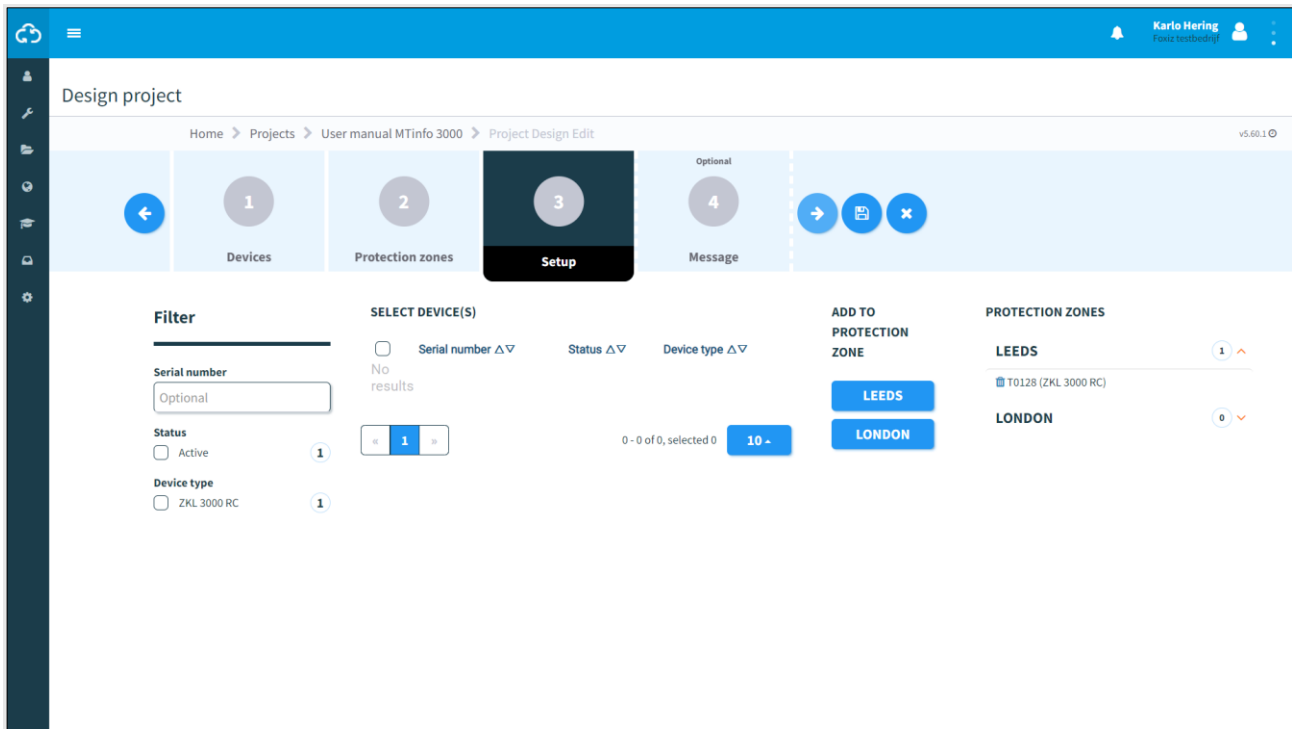 Karlo Hering
Foxiz testbedrijf
Design project
Home Projects User manual MTinfo 3000 Project Design Edit
v5.60.1
1
Devices
2
Protection zones
3
Setup
Optional
4
Message
Filter
Serial number
Optional
Status
Active 1
Device type
ZKL 3000 RC 1
SELECT DEVICE(S)
Serial number △▽ Status △▽ Device type △▽
No
results
« 1 »
0 - 0 of 0, selected 0
10
ADD TO
PROTECTION
ZONE
LEEDS
LONDON
PROTECTION ZONES
LEEDS 1
T0128 (ZKL 3000 RC)
LONDON 0